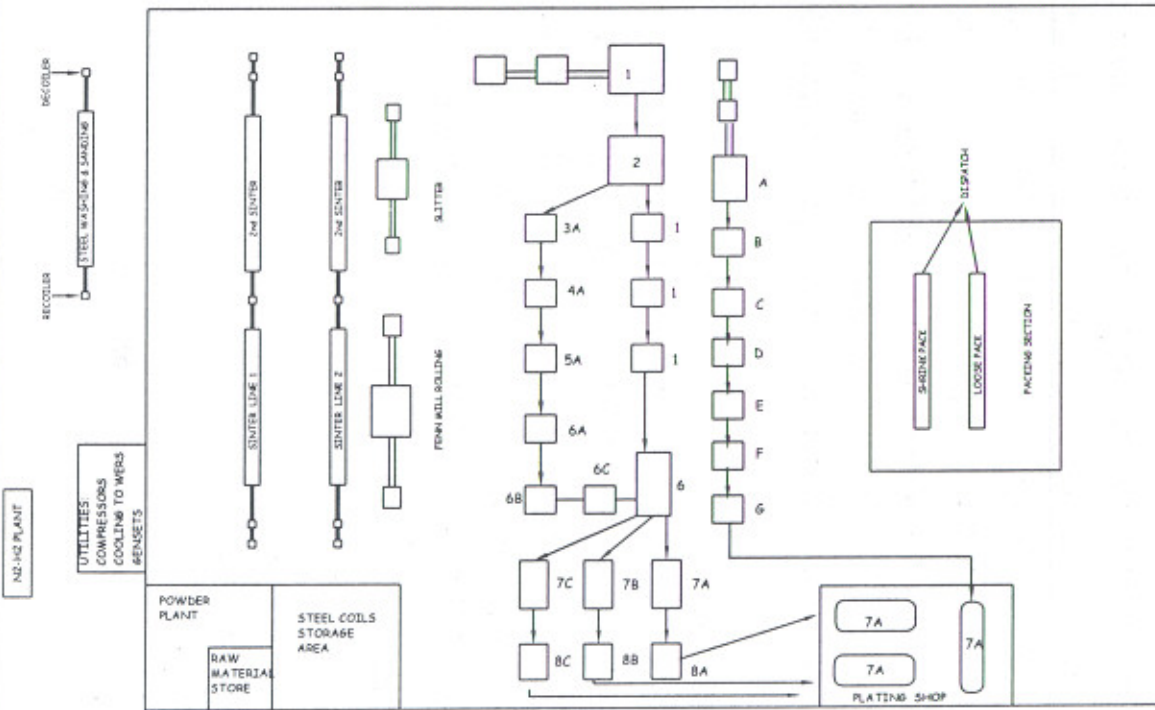 DECOILER
STEEL WASHING & SANDING
RECOILER
N2-H2 PLANT
UTILITIES:
COMPRESSORS
COOLING TO WERS
GENSETS
2nd SINTER
SINTER LINE 1
2nd SINTER
SINTER LINE 2
SLITTER
FENN MILL ROLLING
POWDER
PLANT
RAW
MATERIAL
STORE
STEEL COILS
STORAGE
AREA
1
2
3A
1
4A
1
5A
1
6A
6B
6C
6
7C
7B
7A
8C
8B
8A
A
B
C
D
E
F
G
DISPATCH
SHRINK PACK
LOOSE PACK
PACKING SECTION
7A
7A
7A
PLATING SHOP